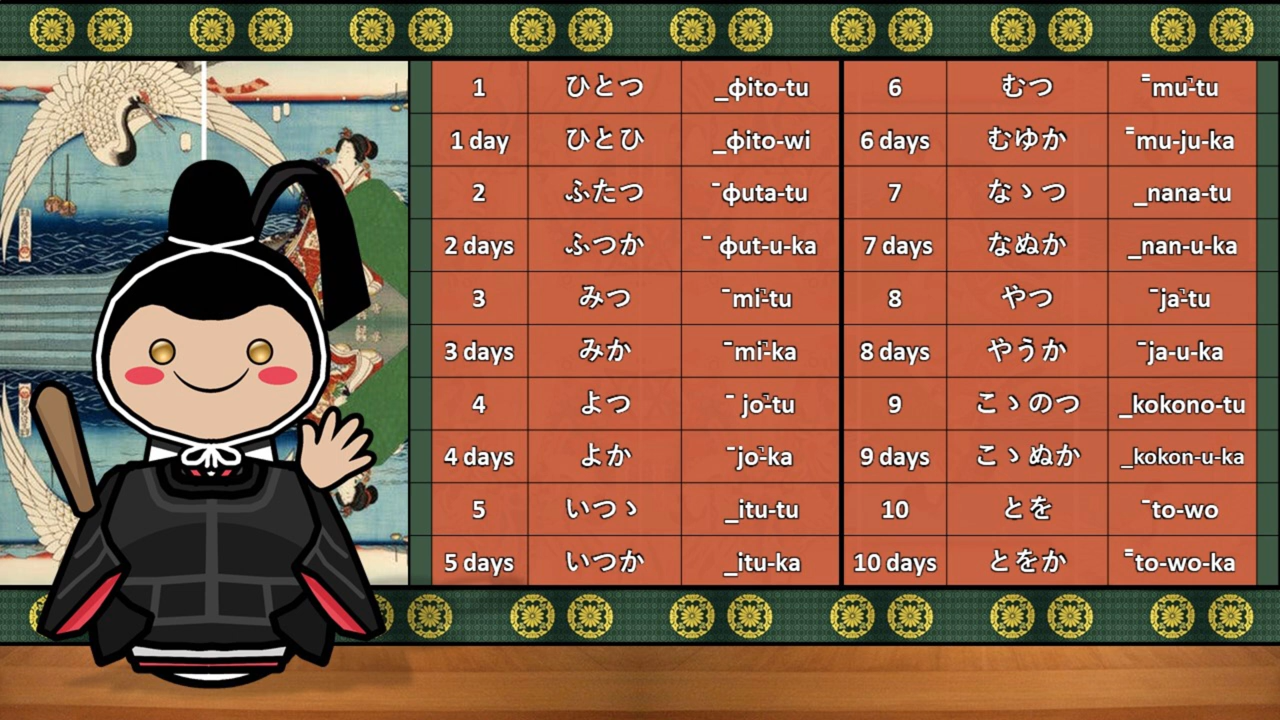 1 ひとつ _ɸito-tu 6 むつ ⁼mu˺-tu
1 day ひとひ _ɸito-wi 6 days むゆか ⁼mu-ju-ka
2 ふたつ ¯ɸuta-tu 7 なゝつ _nana-tu
2 days ふつか ¯ ɸut-u-ka 7 days なぬか _nan-u-ka
3 みつ ¯mi˺-tu 8 やつ ¯ja˺-tu
3 days みか ¯mi˺-ka 8 days やうか ¯ja-u-ka
4 よつ ¯ jo˺-tu 9 こゝのつ _kokono-tu
4 days よか ¯jo˺-ka 9 days こゝぬか _kokon-u-ka
5 いつゝ _itu-tu 10 とを ¯to-wo
5 days いつか _itu-ka 10 days とをか ⁼to-wo-ka